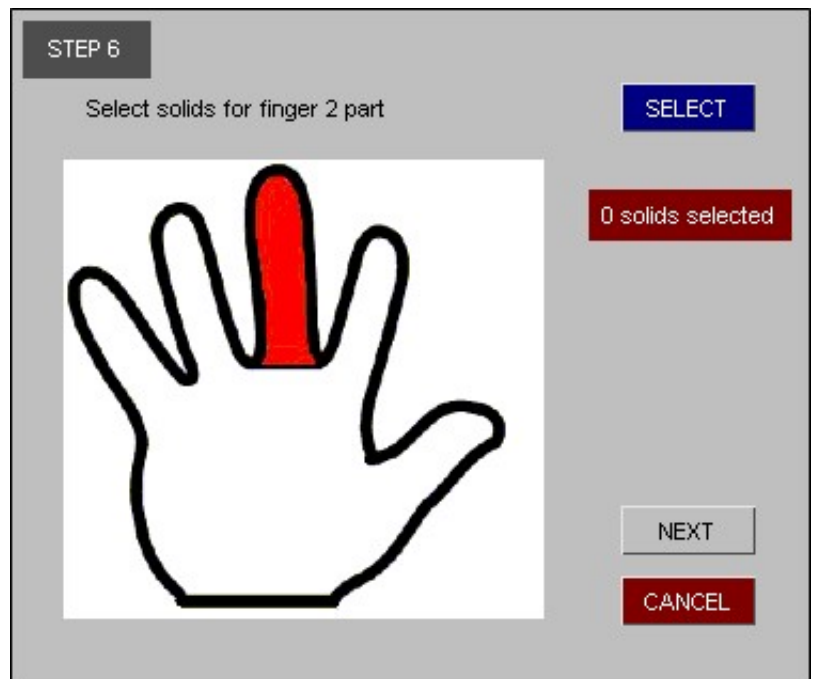 STEP 6
Select solids for finger 2 part
SELECT
0 solids selected
NEXT
CANCEL